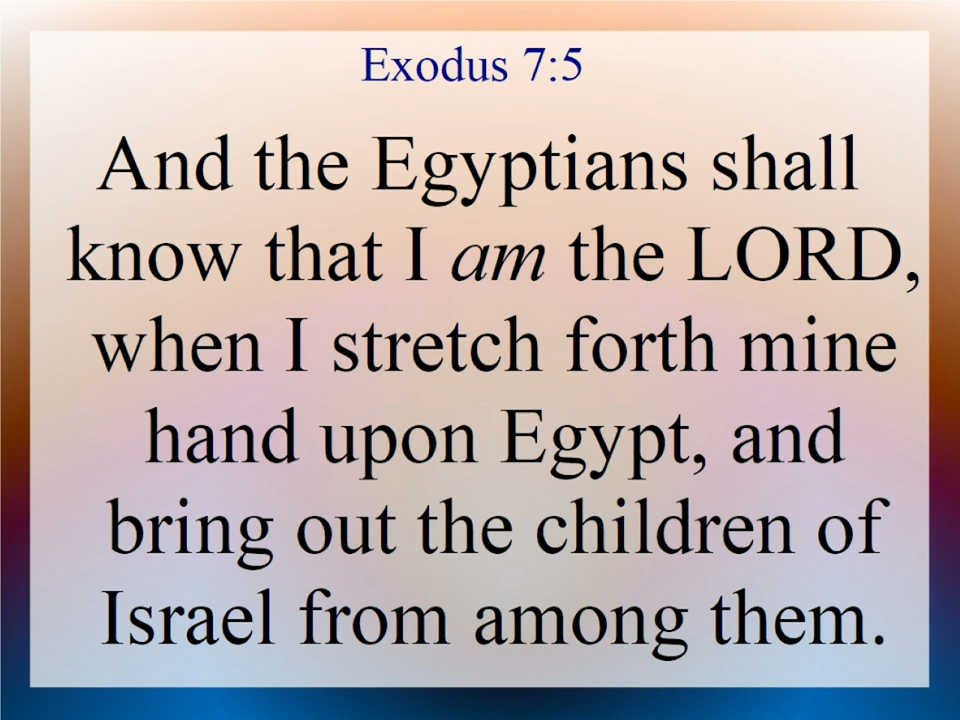 Exodus 7:5
And the Egyptians shall
know that I am the LORD,
when I stretch forth mine
hand upon Egypt, and
bring out the children of
Israel from among them.